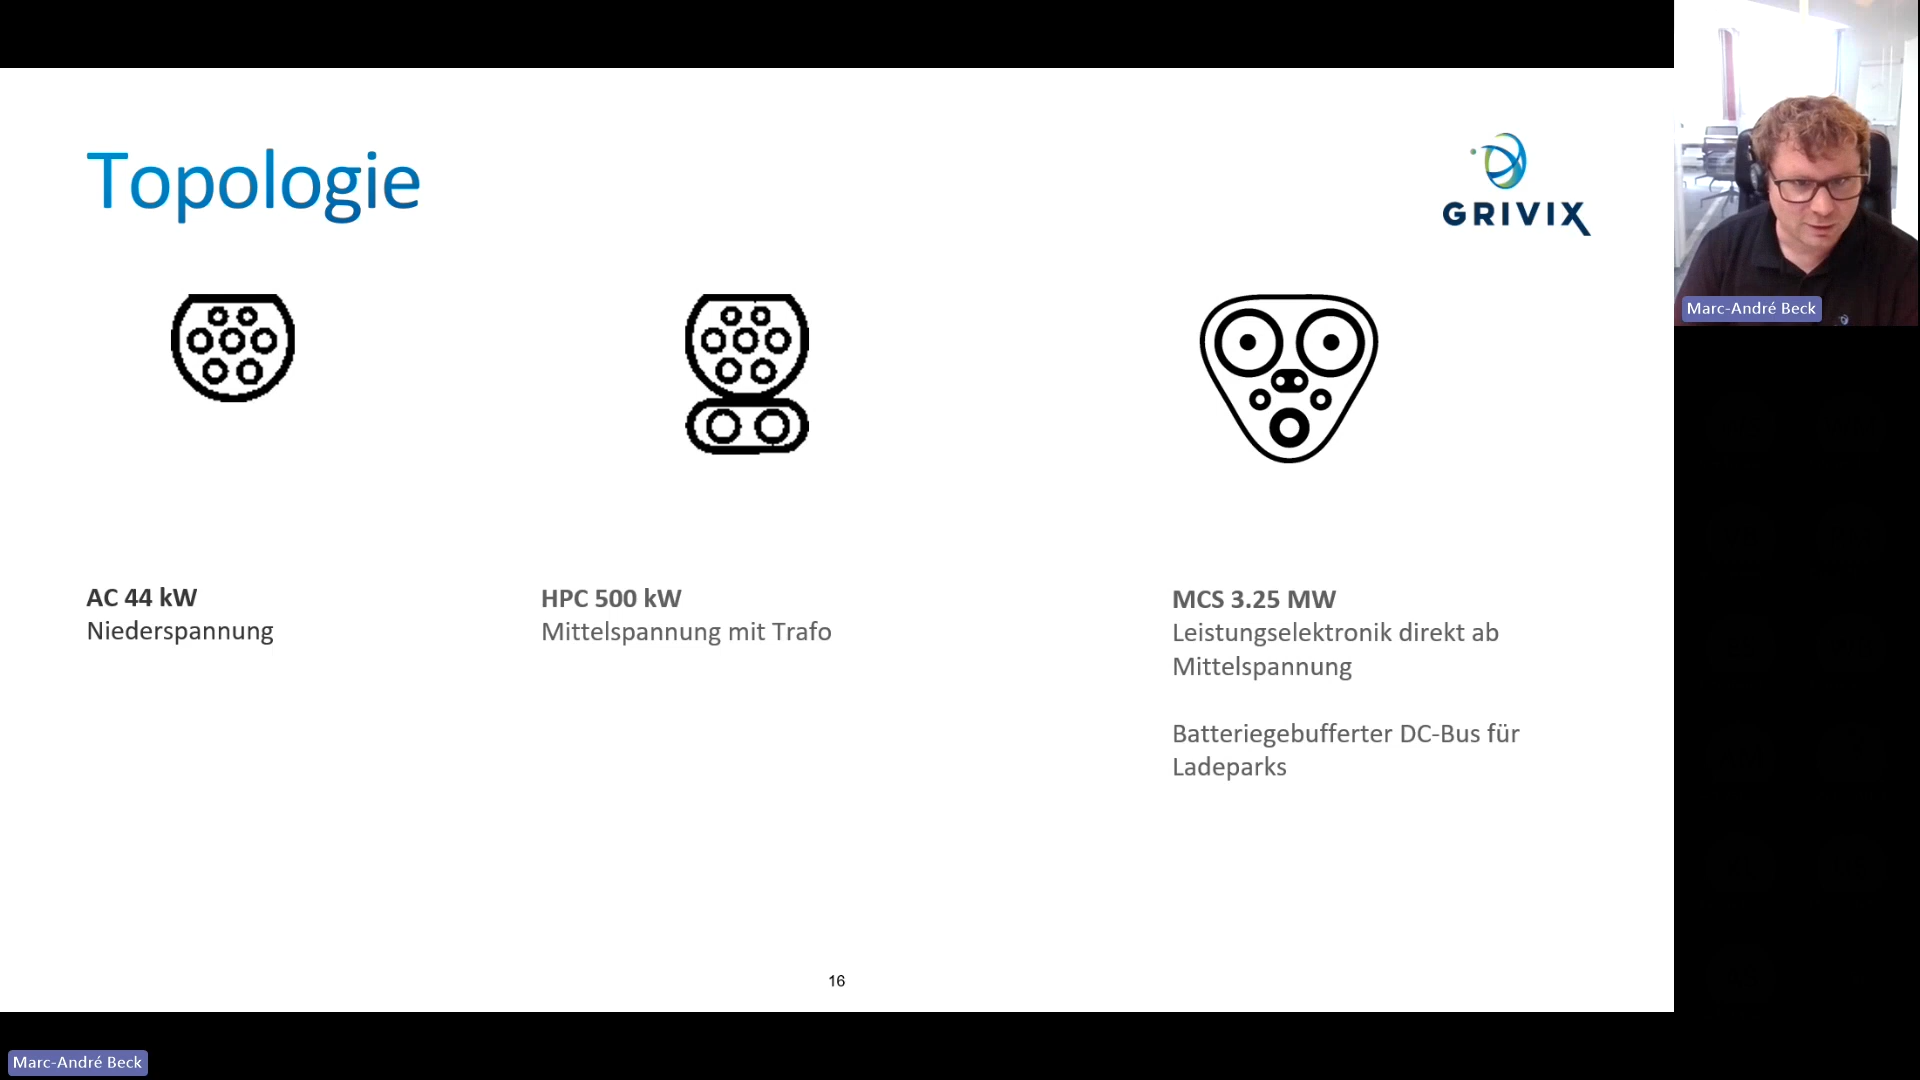 Topologie
GRIVIX
Marc-André Beck
AC 44 kW
Niederspannung
HPC 500 kW
Mittelspannung mit Trafo
MCS 3.25 MW
Leistungselektronik direkt ab
Mittelspannung
Batteriegebufferter DC-Bus für
Ladeparks
16
Marc-André Beck